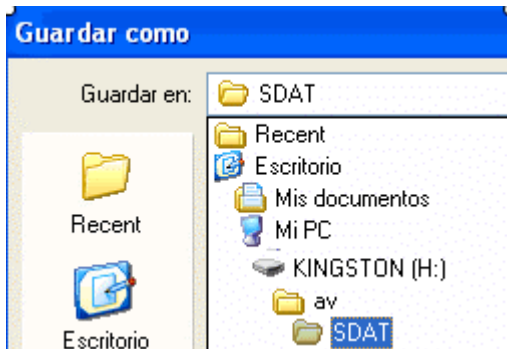 Guardar como
Guardar en: SDAT
Recent
Escritorio
Mis documentos
Mi PC
KINGSTON (H:)
av
SDAT
Recent
Escritorio